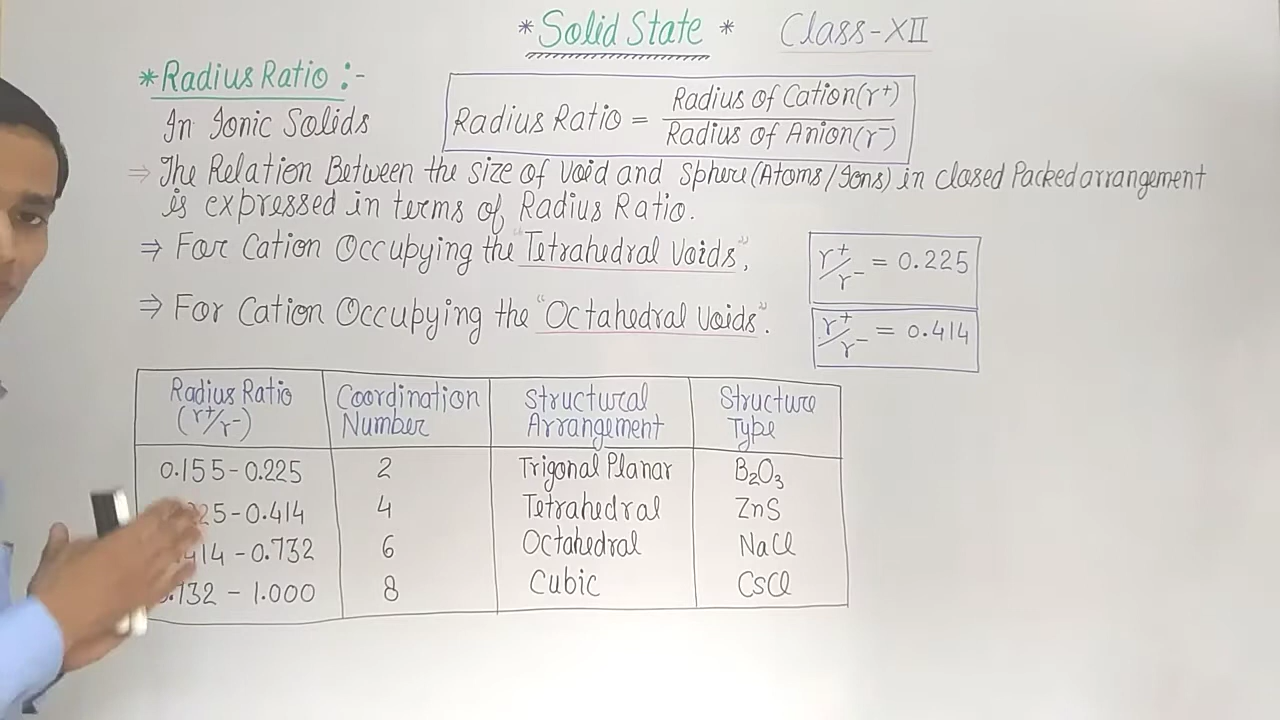 * Solid State * Class-XII
* Radius Ratio :-
In Ionic Solids
Radius Ratio = Radius of Cation(r+)
Radius of Anion(r-)
⇒ The Relation Between the size of void and sphere (Atoms/Ions) in closed Packed arrangement
is expressed in terms of Radius Ratio.
⇒ For Cation Occupying the "Tetrahedral Voids", r+/r- = 0.225
⇒ For Cation Occupying the "Octahedral Voids". r+/r- = 0.414
Radius Ratio (r+/r-) Coordination Number Structural Arrangement Structure Type
0.155-0.225 2 Trigonal Planar B2O3
25-0.414 4 Tetrahedral ZnS
414-0.732 6 Octahedral NaCl
.732 - 1.000 8 Cubic CsCl